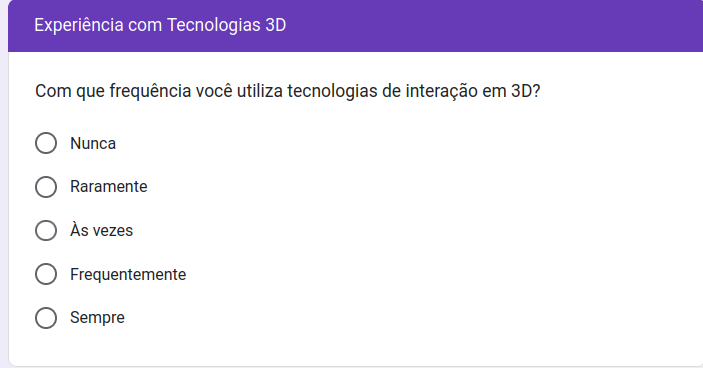 Experiência com Tecnologias 3D
Com que frequência você utiliza tecnologias de interação em 3D?
Nunca
Raramente
Às vezes
Frequentemente
Sempre